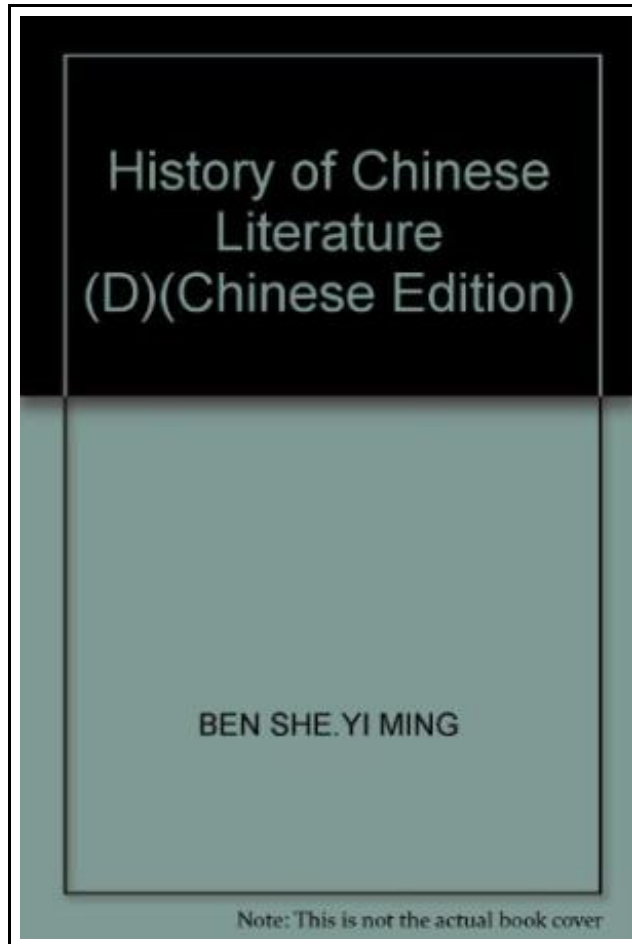 History of Chinese
Literature
(D)(Chinese Edition)
BEN SHE.YI MING
Note: This is not the actual book cover